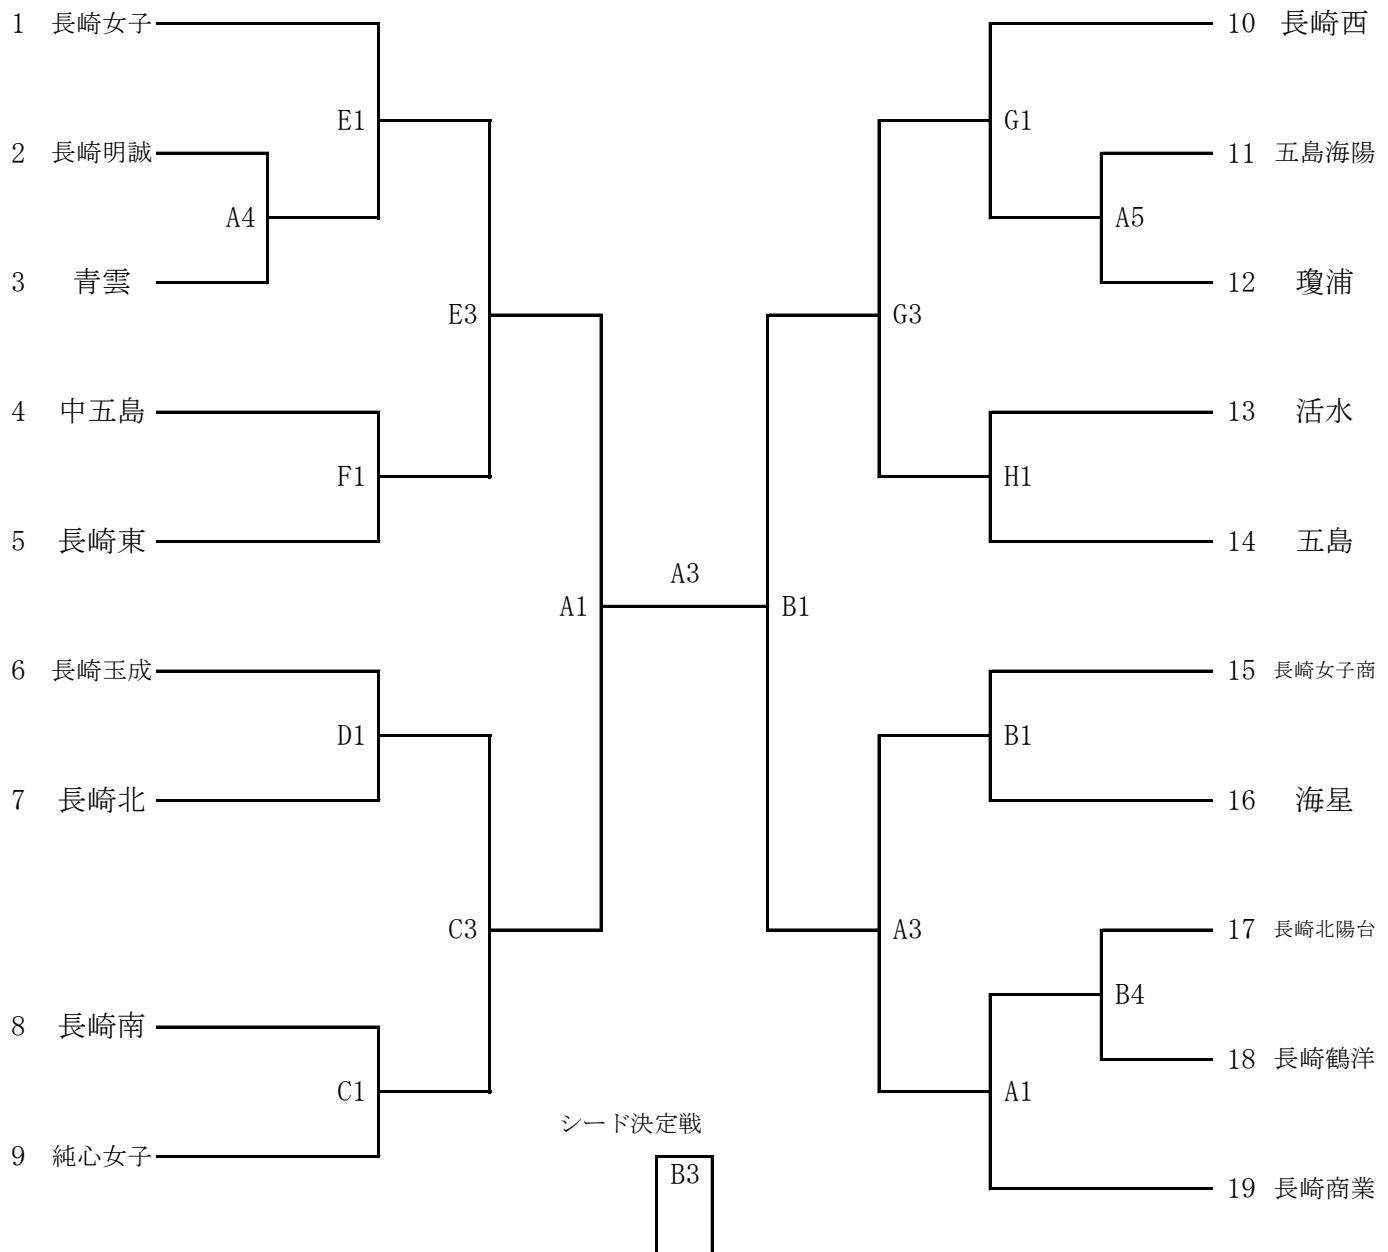 1 長崎女子
E1
2 長崎明誠
A4
3 青雲
E3
4 中五島
F1
5 長崎東
A1
6 長崎玉成
D1
7 長崎北
C3
8 長崎南
C1
9 純心女子
A3
シード決定戦
B3
10 長崎西
G1
11 五島海陽
A5
12 瓊浦
G3
13 活水
H1
14 五島
B1
15 長崎女子商
B1
16 海星
A3
17 長崎北陽台
B4
18 長崎鶴洋
A1
19 長崎商業